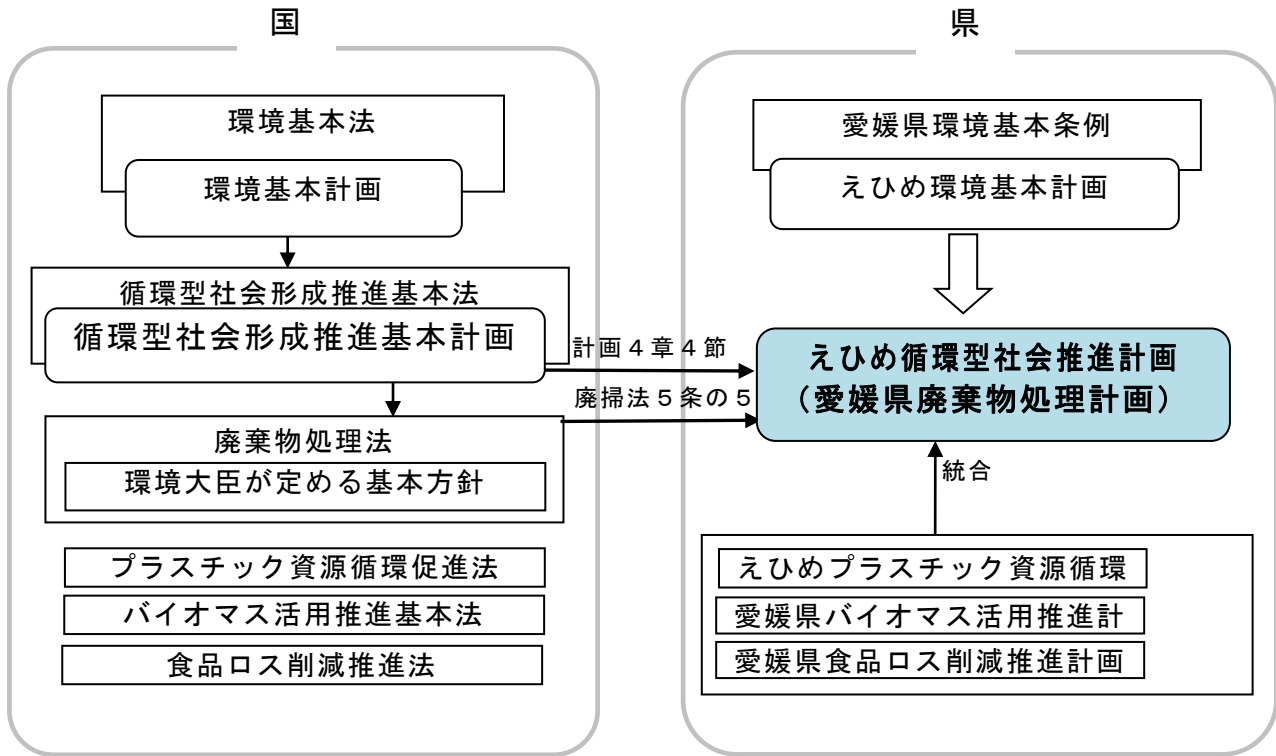 国
環境基本法
環境基本計画
循環型社会形成推進基本法
循環型社会形成推進基本計画
廃棄物処理法
環境大臣が定める基本方針
プラスチック資源循環促進法
バイオマス活用推進基本法
食品ロス削減推進法
計画４章４節
廃掃法５条の５
県
愛媛県環境基本条例
えひめ環境基本計画
えひめ循環型社会推進計画
（愛媛県廃棄物処理計画）
統合
えひめプラスチック資源循環
愛媛県バイオマス活用推進計
愛媛県食品ロス削減推進計画